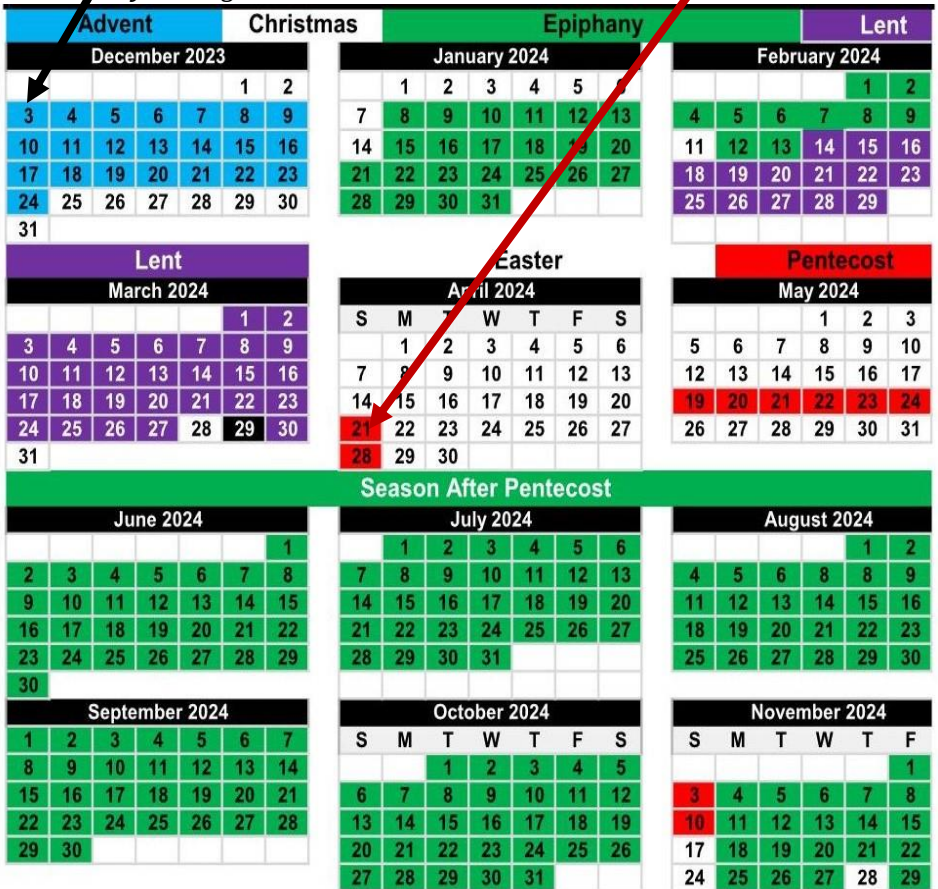 Advent Christmas Epiphany Lent
December 2023
1 2
3 4 5 6 7 8 9
10 11 12 13 14 15 16
17 18 19 20 21 22 23
24 25 26 27 28 29 30
31
January 2024
1 2 3 4 5 6
7 8 9 10 11 12 13
14 15 16 17 18 19 20
21 22 23 24 25 26 27
28 29 30 31
February 2024
1 2
4 5 6 7 8 9
11 12 13 14 15 16
18 19 20 21 22 23
25 26 27 28 29
Lent Easter Pentecost
March 2024
1 2
3 4 5 6 7 8 9
10 11 12 13 14 15 16
17 18 19 20 21 22 23
24 25 26 27 28 29 30
31
April 2024
S M T W T F S
1 2 3 4 5 6
7 8 9 10 11 12 13
14 15 16 17 18 19 20
21 22 23 24 25 26 27
28 29 30
May 2024
1 2 3
5 6 7 8 9 10
12 13 14 15 16 17
19 20 21 22 23 24
26 27 28 29 30 31
Season After Pentecost
June 2024
1
2 3 4 5 6 7 8
9 10 11 12 13 14 15
16 17 18 19 20 21 22
23 24 25 26 27 28 29
30
July 2024
1 2 3 4 5 6
7 8 9 10 11 12 13
14 15 16 17 18 19 20
21 22 23 24 25 26 27
28 29 30 31
August 2024
1 2
4 5 6 8 8 9
11 12 13 14 15 16
18 19 20 21 22 23
25 26 27 28 29 30
September 2024
1 2 3 4 5 6 7
8 9 10 11 12 13 14
15 16 17 18 19 20 21
22 23 24 25 26 27 28
29 30
October 2024
S M T W T F S
1 2 3 4 5
6 7 8 9 10 11 12
13 14 15 16 17 18 19
20 21 22 23 24 25 26
27 28 29 30 31
November 2024
S M T W T F
1
3 4 5 6 7 8
10 11 12 13 14 15
17 18 19 20 21 22
24 25 26 27 28 29